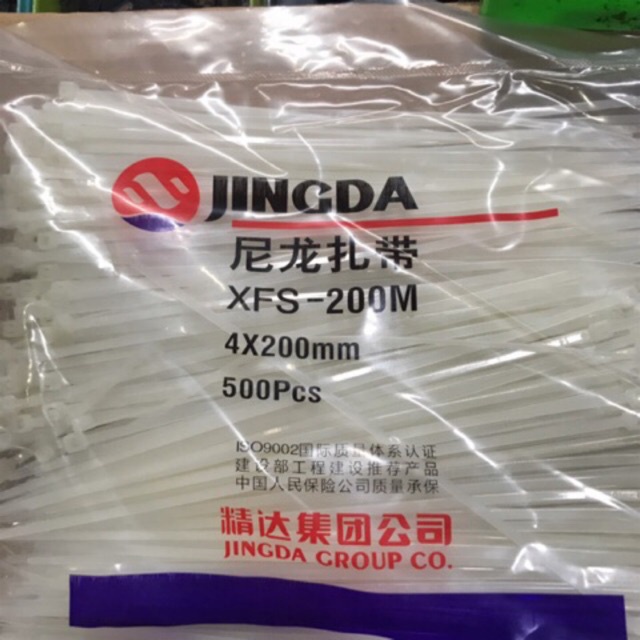 JINGDA
尼龙扎带
XFS-200M
4X200mm
500Pcs
ISO9002国际质量体系认证
建设部工程建设推荐产品
中国人民保险公司质量承保
精达集团公司
JINGDA GROUP CO.